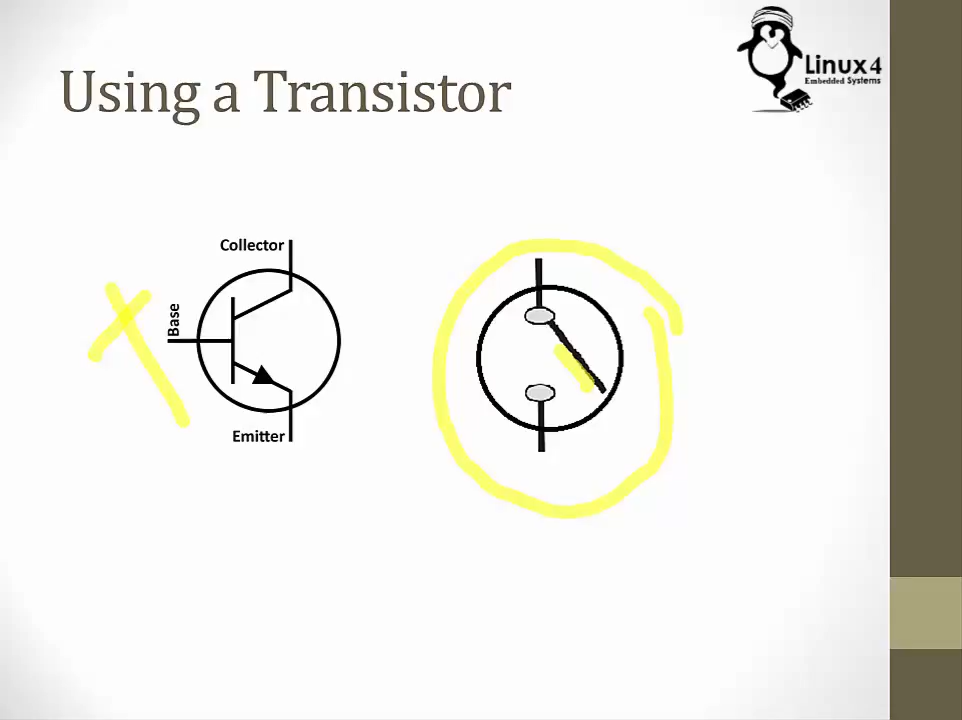 Linux4
Embedded Systems
Using a Transistor
Collector
Base
Emitter